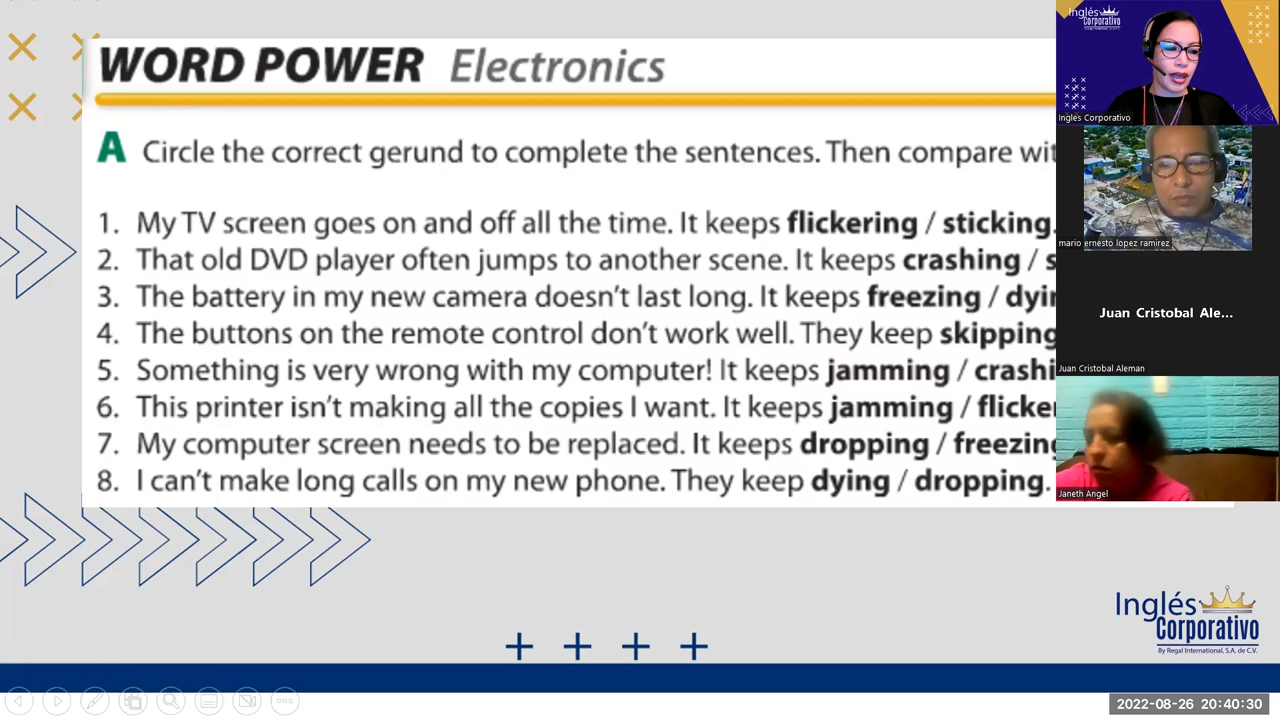 WORD POWER Electronics
A Circle the correct gerund to complete the sentences. Then compare
1. My TV screen goes on and off all the time. It keeps flickering / sticking.
2. That old DVD player often jumps to another scene. It keeps crashing / s
3. The battery in my new camera doesn't last long. It keeps freezing /
4. The buttons on the remote control don't work well. They keep skipping
5. Something is very wrong with my computer! It keeps jamming / crashi
6. This printer isn't making all the copies I want. It keeps jamming / flicke
7. My computer screen needs to be replaced. It keeps dropping / freezing
8. I can't make long calls on my new phone. They keep dying / dropping.
Inglés
Corporativo
Inglés Corporativo
mario ernesto lopez ramirez
Juan Cristobal Ale...
Juan Cristobal Aleman
Janeth Angel
Inglés
Corporativo
By Regal International, S.A. de C.V.
2022-08-26 20:40:30